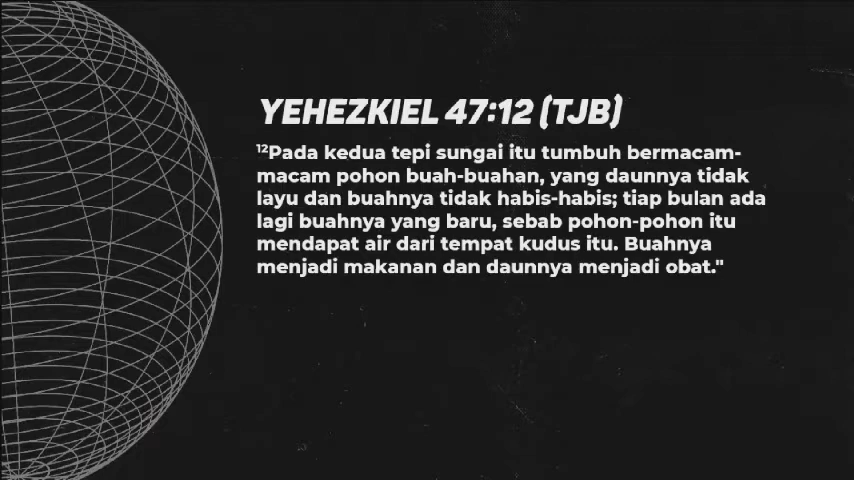 YEHEZKIEL 47:12 (TJB)
¹²Pada kedua tepi sungai itu tumbuh bermacam-
macam pohon buah-buahan, yang daunnya tidak
layu dan buahnya tidak habis-habis; tiap bulan ada
lagi buahnya yang baru, sebab pohon-pohon itu
mendapat air dari tempat kudus itu. Buahnya
menjadi makanan dan daunnya menjadi obat."